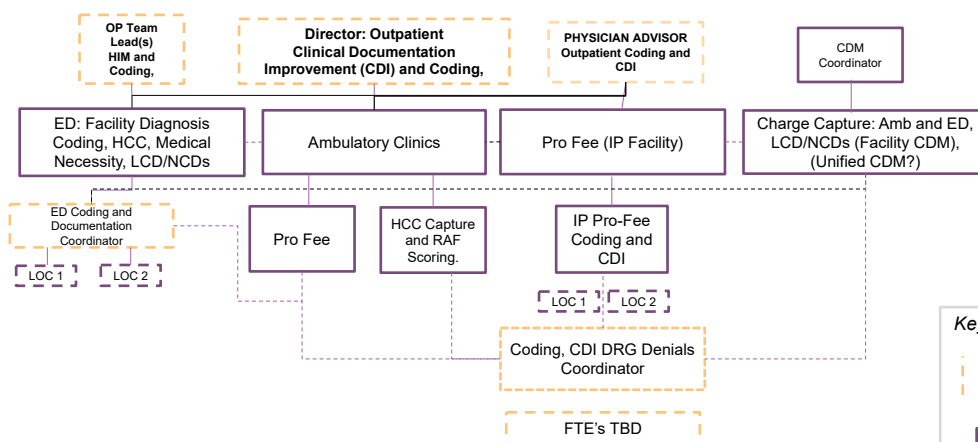 OP Team
Lead(s)
HIM and
Coding,
Director: Outpatient
Clinical Documentation
Improvement (CDI) and Coding,
PHYSICIAN ADVISOR
Outpatient Coding and
CDI
CDM
Coordinator
ED: Facility Diagnosis
Coding, HCC, Medical
Necessity, LCD/NCDs
Ambulatory Clinics
Pro Fee (IP Facility)
Charge Capture: Amb and ED,
LCD/NCDs (Facility CDM),
(Unified CDM?)
ED Coding and
Documentation
Coordinator
Pro Fee
HCC Capture
and RAF
Scoring.
IP Pro-Fee
Coding and
CDI
LOC 1
LOC 2
LOC 1
LOC 2
Coding, CDI DRG Denials
Coordinator
FTE's TBD